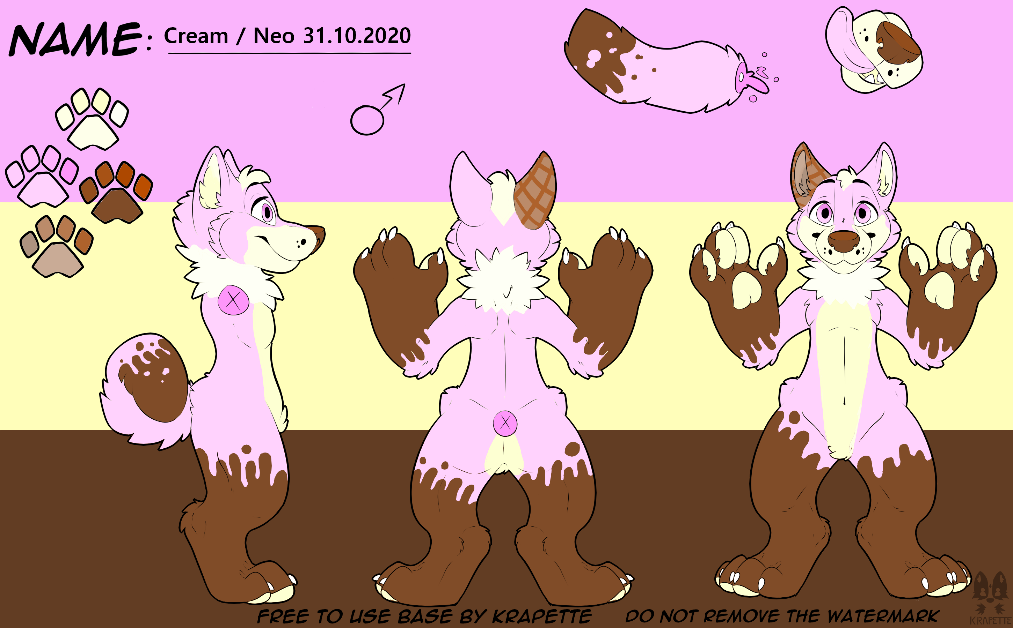 NAME: Cream / Neo 31.10.2020
FREE TO USE BASE BY KRAPETTE DO NOT REMOVE THE WATERMARK
KRAPETTE